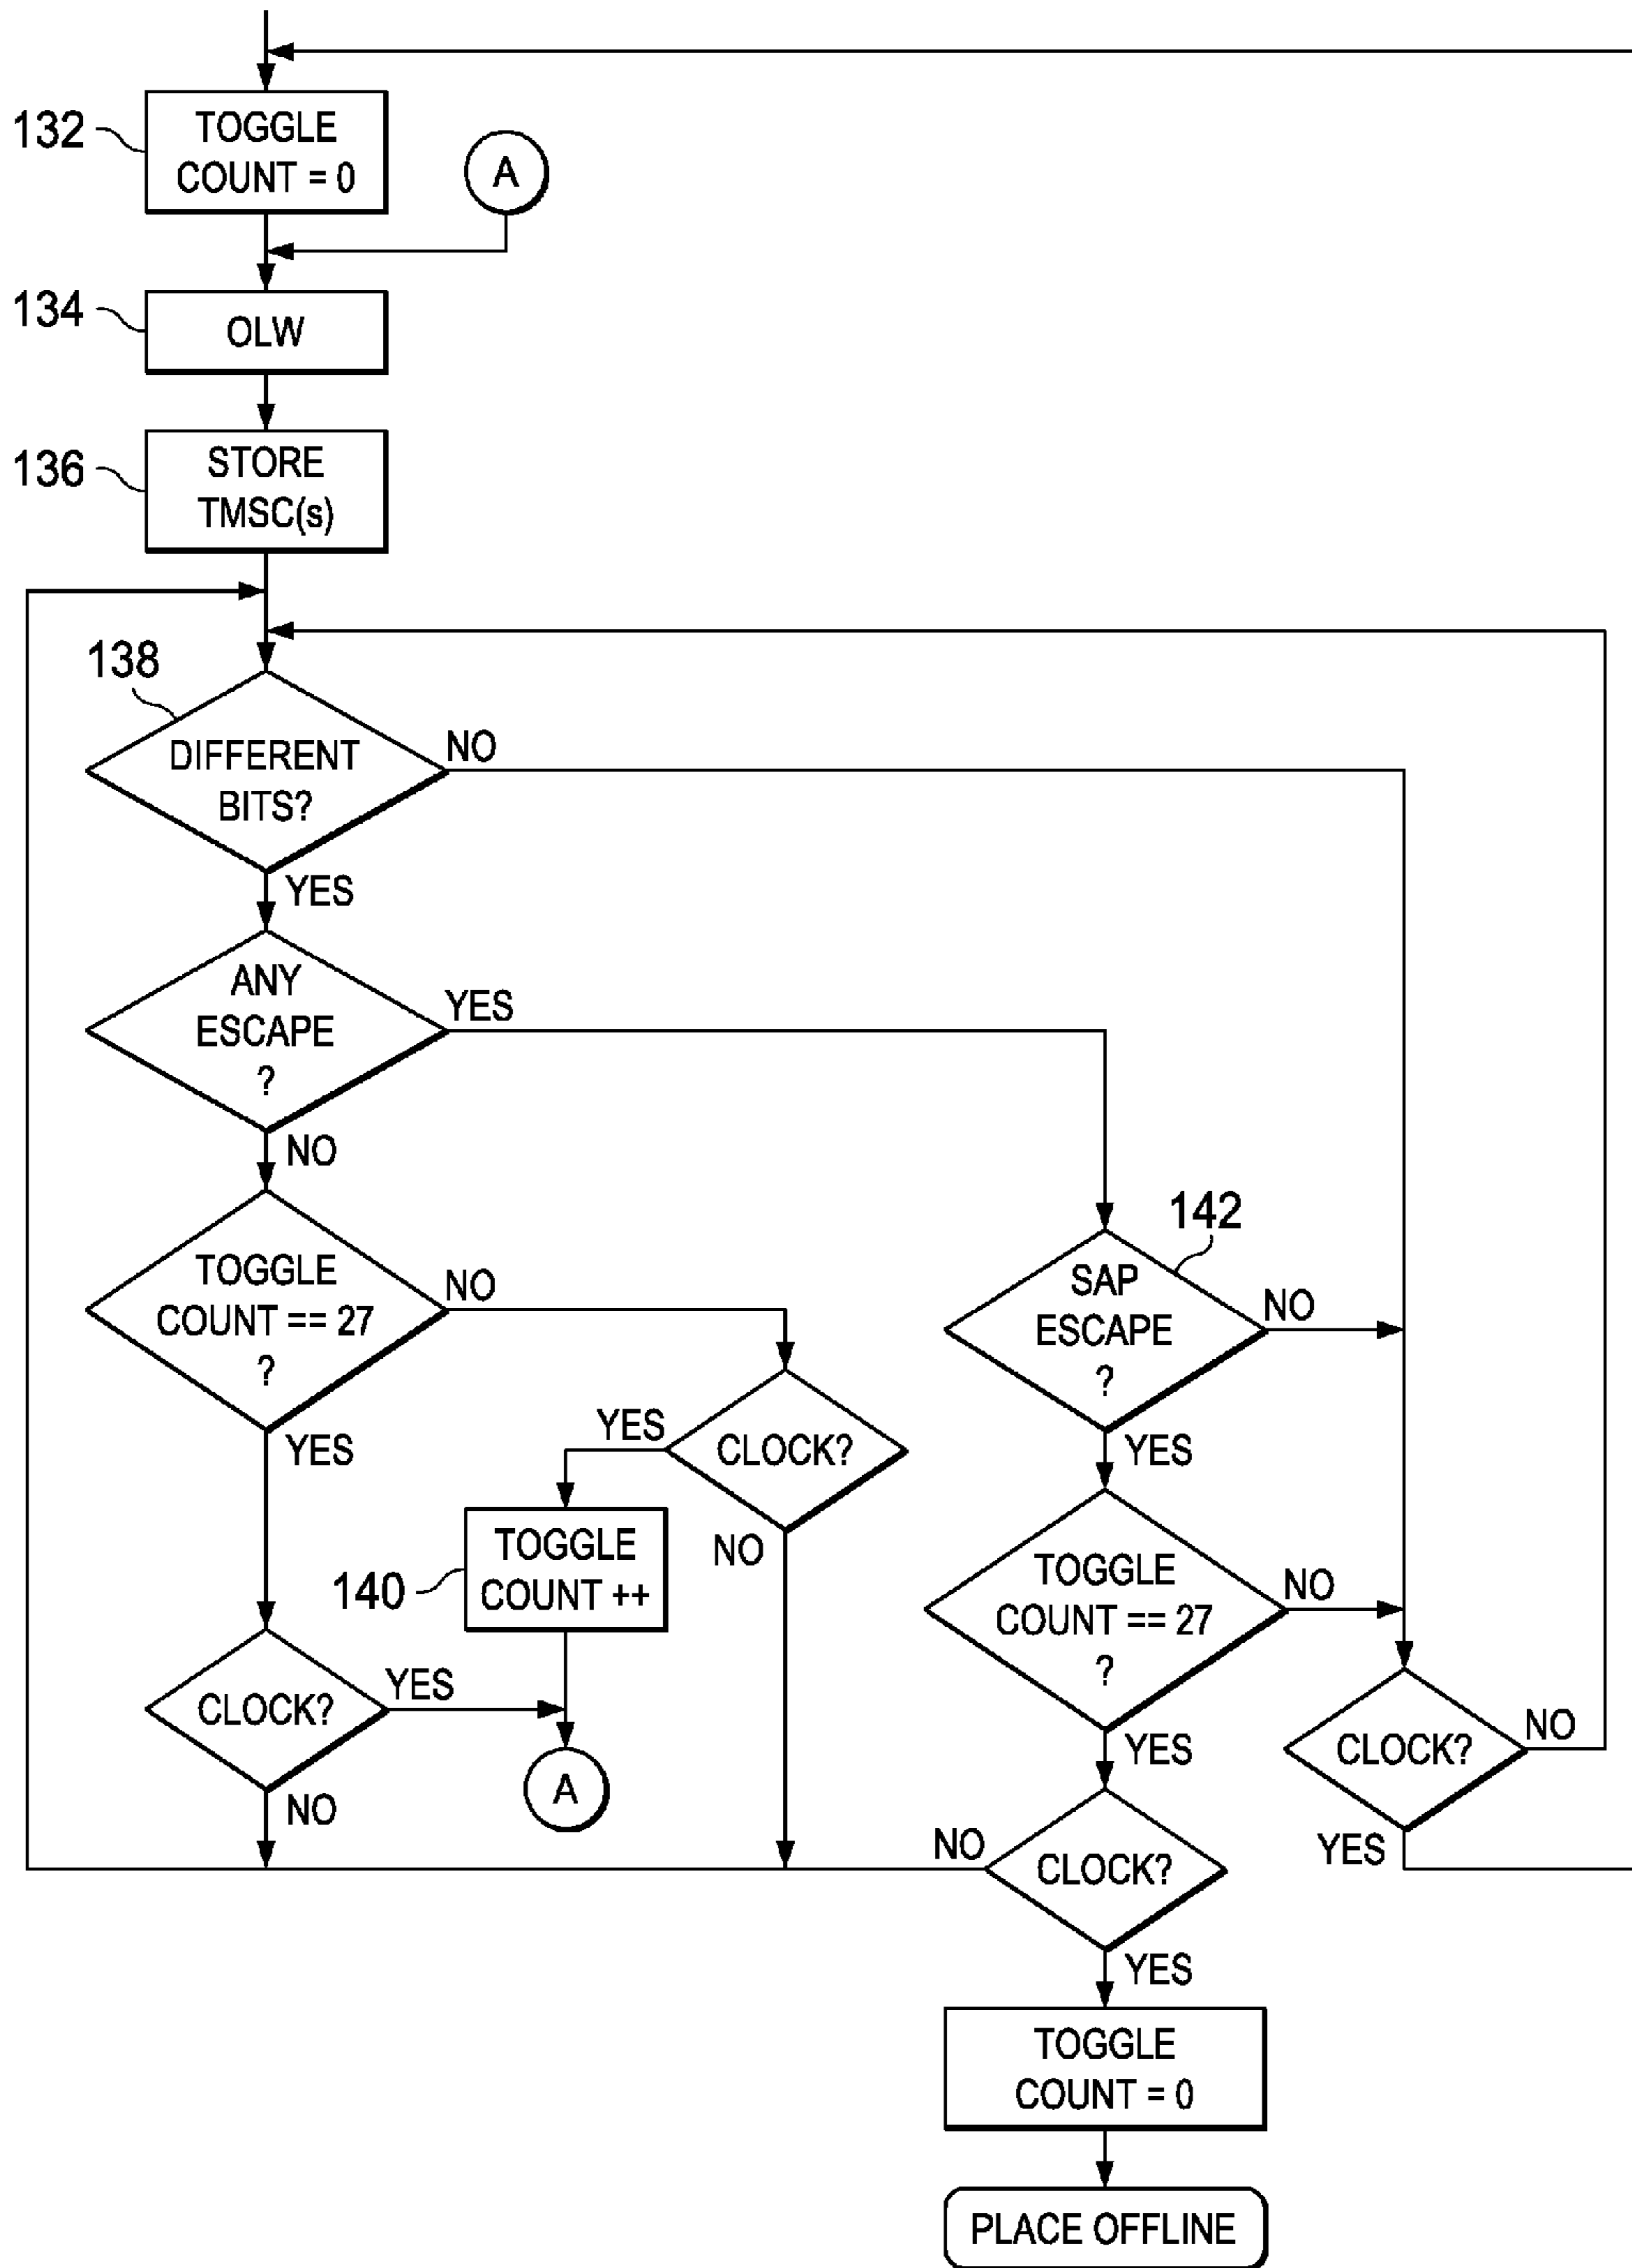 132
TOGGLE
COUNT = 0
A
134
OLW
136
STORE
TMSC(s)
138
DIFFERENT
BITS?
NO
YES
ANY
ESCAPE
?
YES
NO
TOGGLE
COUNT == 27
?
NO
YES
142
SAP
ESCAPE
?
NO
YES
CLOCK?
YES
NO
140
TOGGLE
COUNT ++
TOGGLE
COUNT == 27
?
NO
YES
CLOCK?
YES
NO
A
CLOCK?
NO
YES
CLOCK?
NO
YES
TOGGLE
COUNT = 0
PLACE OFFLINE